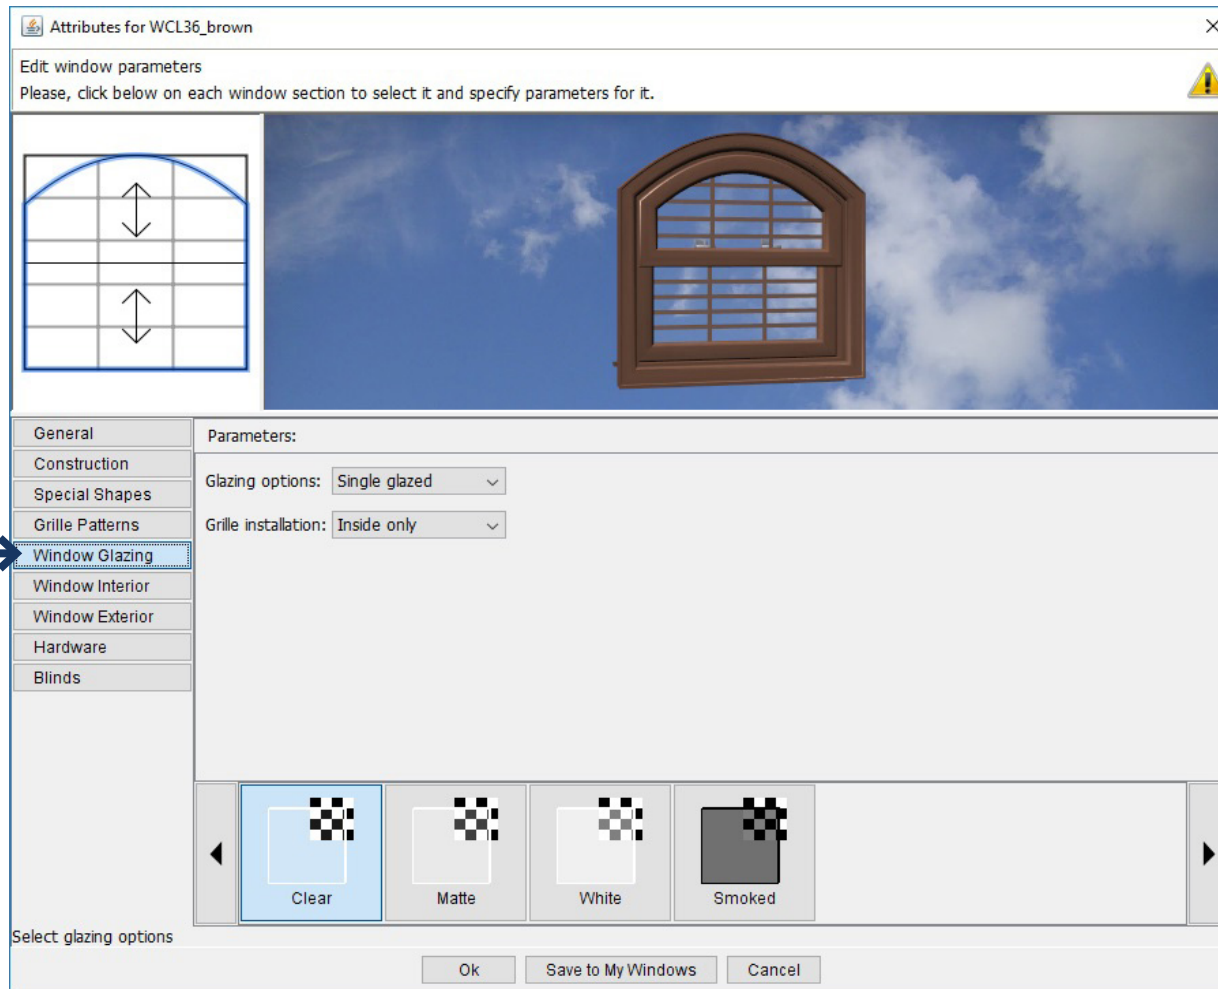 Attributes for WCL36_brown
Edit window parameters
Please, click below on each window section to select it and specify parameters for it.
General
Construction
Special Shapes
Grille Patterns
Window Glazing
Window Interior
Window Exterior
Hardware
Blinds
Parameters:
Glazing options: Single glazed
Grille installation: Inside only
Clear
Matte
White
Smoked
Select glazing options
Ok
Save to My Windows
Cancel